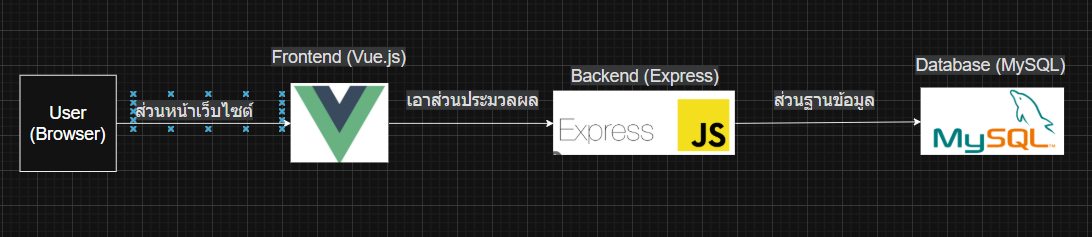 Frontend (Vue.js)
Backend (Express)
Database (MySQL)
User
(Browser)
ส่วนหน้าเว็บไซต์
เอาส่วนประมวลผล
Express
JS
ส่วนฐานข้อมูล
MySQL
TM